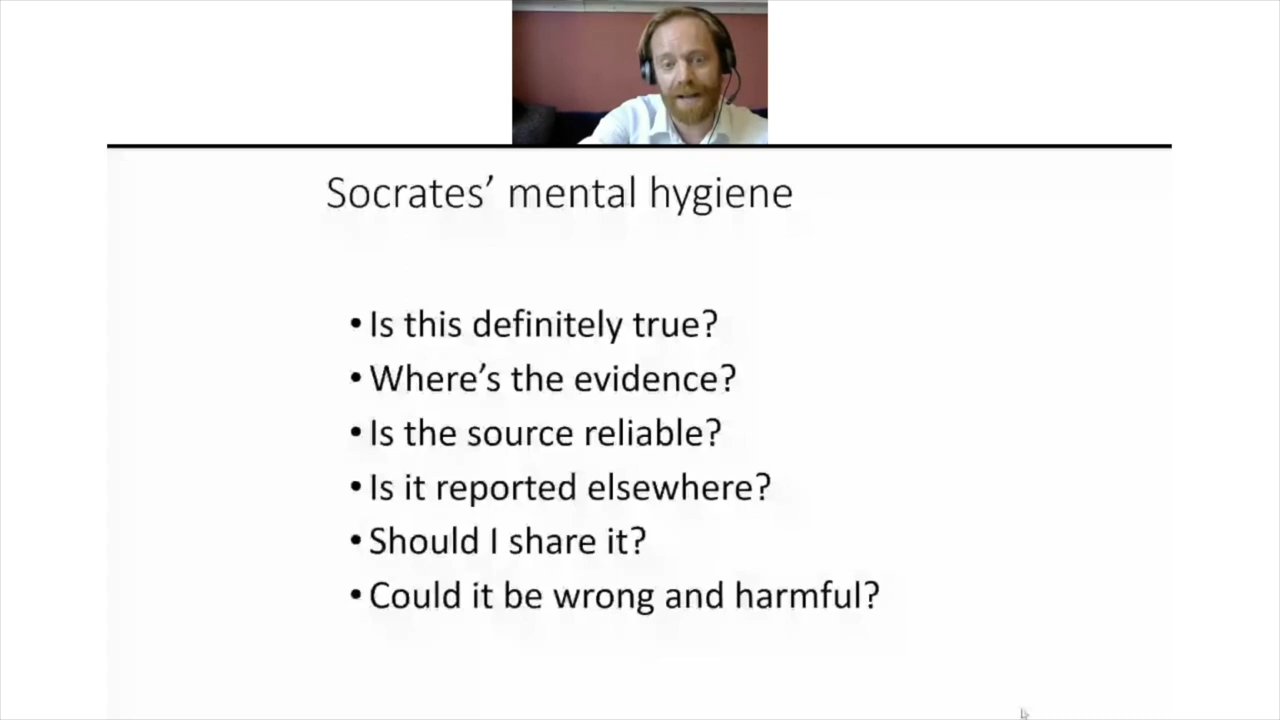 Socrates’ mental hygiene
• Is this definitely true?
• Where’s the evidence?
• Is the source reliable?
• Is it reported elsewhere?
• Should I share it?
• Could it be wrong and harmful?